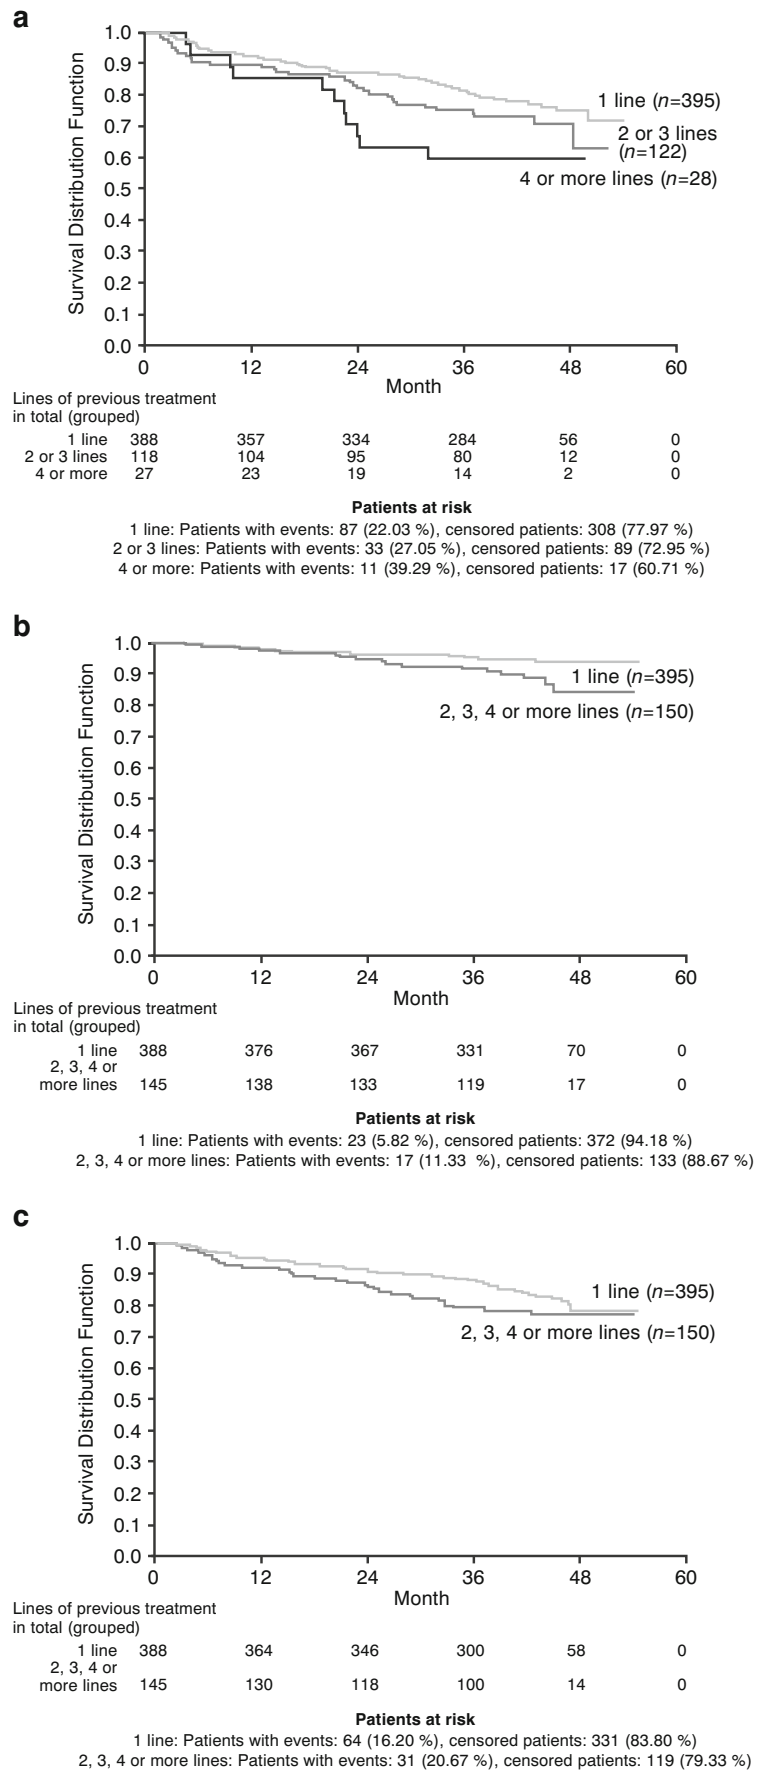 a
Survival Distribution Function
1.0
0.9
0.8
0.7
0.6
0.5
0.4
0.3
0.2
0.1
0.0
1 line (n=395)
2 or 3 lines
(n=122)
4 or more lines (n=28)
0 12 24 36 48 60
Month
Lines of previous treatment
in total (grouped)
1 line 388 357 334 284 56 0
2 or 3 lines 118 104 95 80 12 0
4 or more 27 23 19 14 2 0
Patients at risk
1 line: Patients with events: 87 (22.03 %), censored patients: 308 (77.97 %)
2 or 3 lines: Patients with events: 33 (27.05 %), censored patients: 89 (72.95 %)
4 or more: Patients with events: 11 (39.29 %), censored patients: 17 (60.71 %)
b
Survival Distribution Function
1.0
0.9
0.8
0.7
0.6
0.5
0.4
0.3
0.2
0.1
0.0
1 line (n=395)
2, 3, 4 or more lines (n=150)
0 12 24 36 48 60
Month
Lines of previous treatment
in total (grouped)
1 line 388 376 367 331 70 0
2, 3, 4 or
more lines 145 138 133 119 17 0
Patients at risk
1 line: Patients with events: 23 (5.82 %), censored patients: 372 (94.18 %)
2, 3, 4 or more lines: Patients with events: 17 (11.33 %), censored patients: 133 (88.67 %)
c
Survival Distribution Function
1.0
0.9
0.8
0.7
0.6
0.5
0.4
0.3
0.2
0.1
0.0
1 line (n=395)
2, 3, 4 or more lines (n=150)
0 12 24 36 48 60
Month
Lines of previous treatment
in total (grouped)
1 line 388 364 346 300 58 0
2, 3, 4 or
more lines 145 130 118 100 14 0
Patients at risk
1 line: Patients with events: 64 (16.20 %), censored patients: 331 (83.80 %)
2, 3, 4 or more lines: Patients with events: 31 (20.67 %), censored patients: 119 (79.33 %)